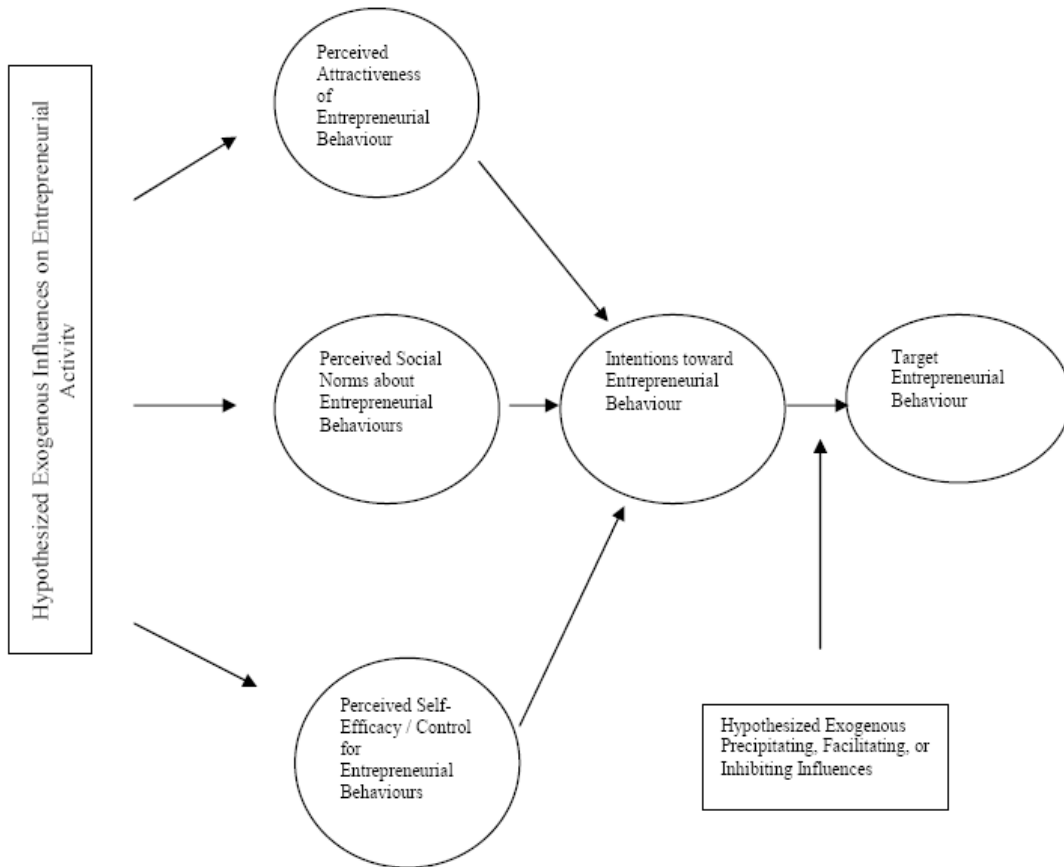 Hypothesized Exogenous Influences on Entrepreneurial
Activity
Perceived
Attractiveness
of
Entrepreneurial
Behaviour
Perceived Social
Norms about
Entrepreneurial
Behaviours
Intentions toward
Entrepreneurial
Behaviour
Target
Entrepreneurial
Behaviour
Perceived Self-
Efficacy / Control
for
Entrepreneurial
Behaviours
Hypothesized Exogenous
Precipitating, Facilitating, or
Inhibiting Influences